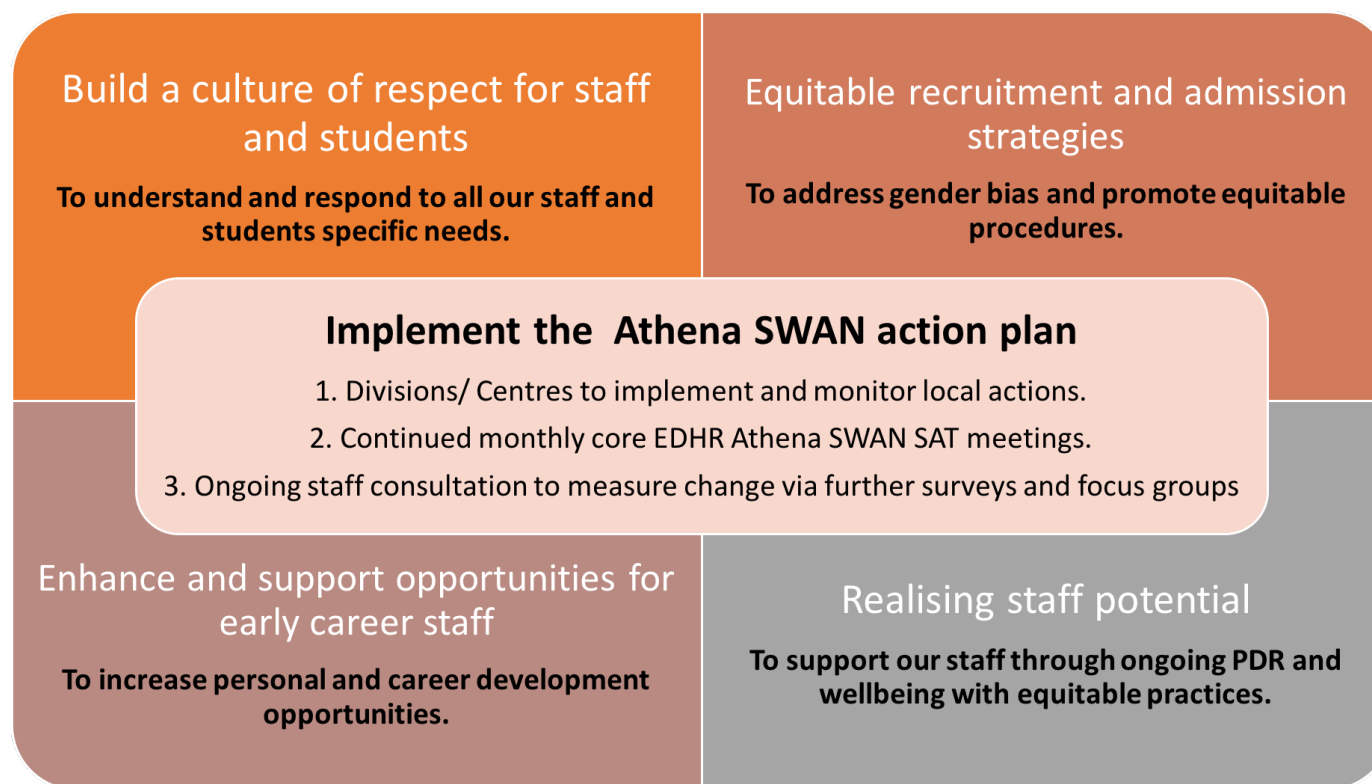 Build a culture of respect for staff
and students
To understand and respond to all our staff and
students specific needs.
Equitable recruitment and admission
strategies
To address gender bias and promote equitable
procedures.
Implement the  Athena SWAN action plan
1. Divisions/ Centres to implement and monitor local actions.
2. Continued monthly core EDHR Athena SWAN SAT meetings.
3. Ongoing staff consultation to measure change via further surveys and focus groups
Enhance and support opportunities for
early career staff
To increase personal and career development
opportunities.
Realising staff potential
To support our staff through ongoing PDR and
wellbeing with equitable practices.